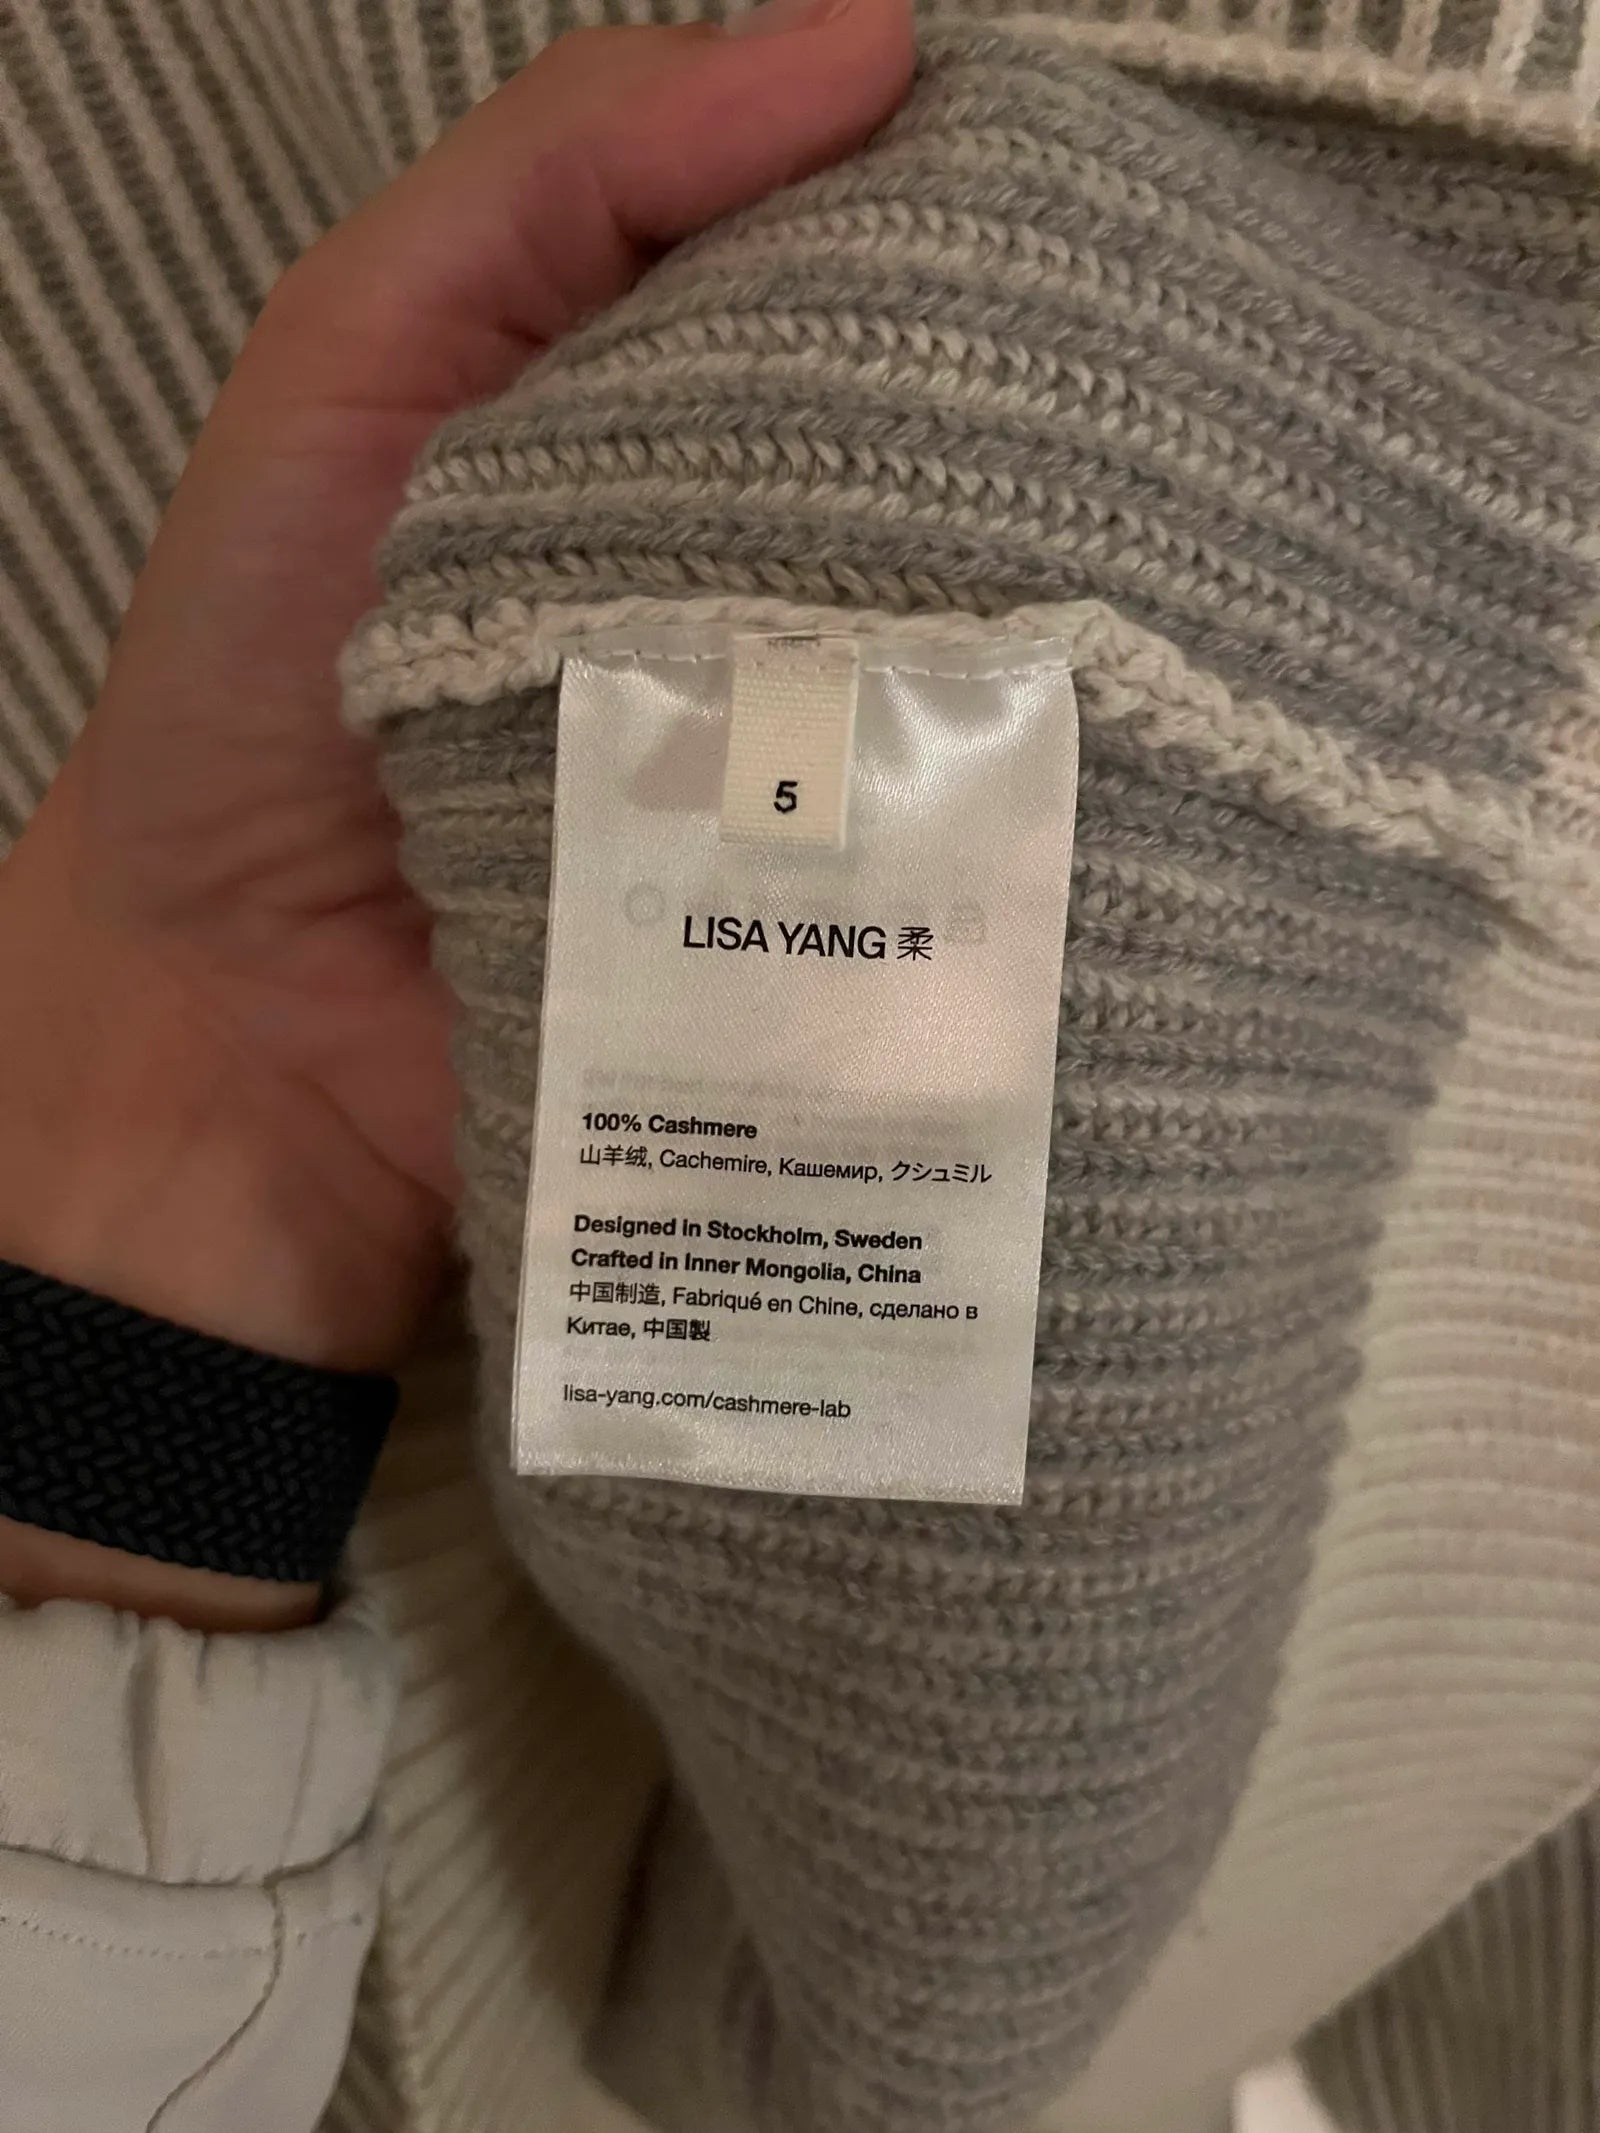 5
LISA YANG 柔
100% Cashmere
山羊绒, Cachemire, Кашемир, クシュミル
Designed in Stockholm, Sweden
Crafted in Inner Mongolia, China
中国制造, Fabriqué en Chine, сделано в
Китае, 中国製
lisa-yang.com/cashmere-lab